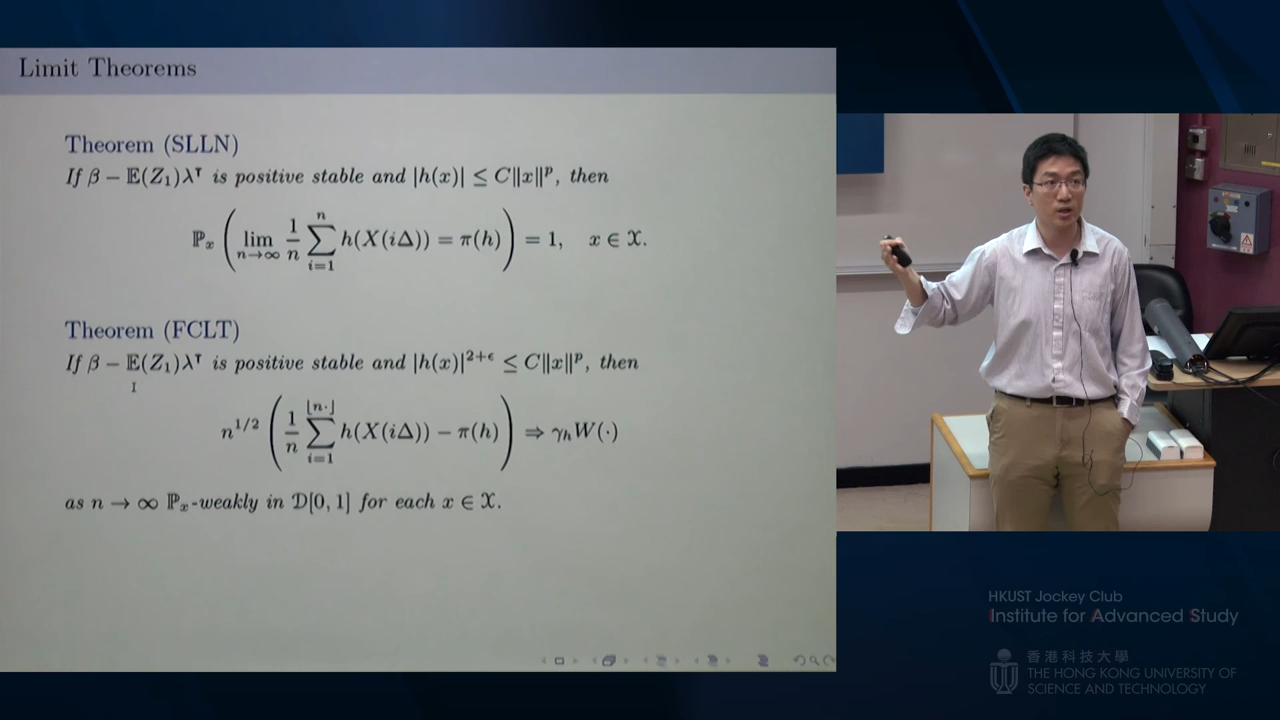 Limit Theorems
Theorem (SLLN)
If β − 𝔼(Z₁)λᵀ is positive stable and |h(x)| ≤ C‖x‖ᵖ, then
ℙₓ ( lim_{n→∞} 1/n ∑_{i=1}^{n} h(X(iΔ)) = π(h) ) = 1, x ∈ 𝒳.
Theorem (FCLT)
If β − 𝔼(Z₁)λᵀ is positive stable and |h(x)|^{2+ϵ} ≤ C‖x‖ᵖ, then
n^{1/2} ( 1/n ∑_{i=1}^{⌊n·⌋} h(X(iΔ)) − π(h) ) ⇒ γₕW(·)
as n → ∞ ℙₓ-weakly in 𝒟[0, 1] for each x ∈ 𝒳.
HKUST Jockey Club
Institute for Advanced Study
香港科技大學
THE HONG KONG UNIVERSITY OF
SCIENCE AND TECHNOLOGY